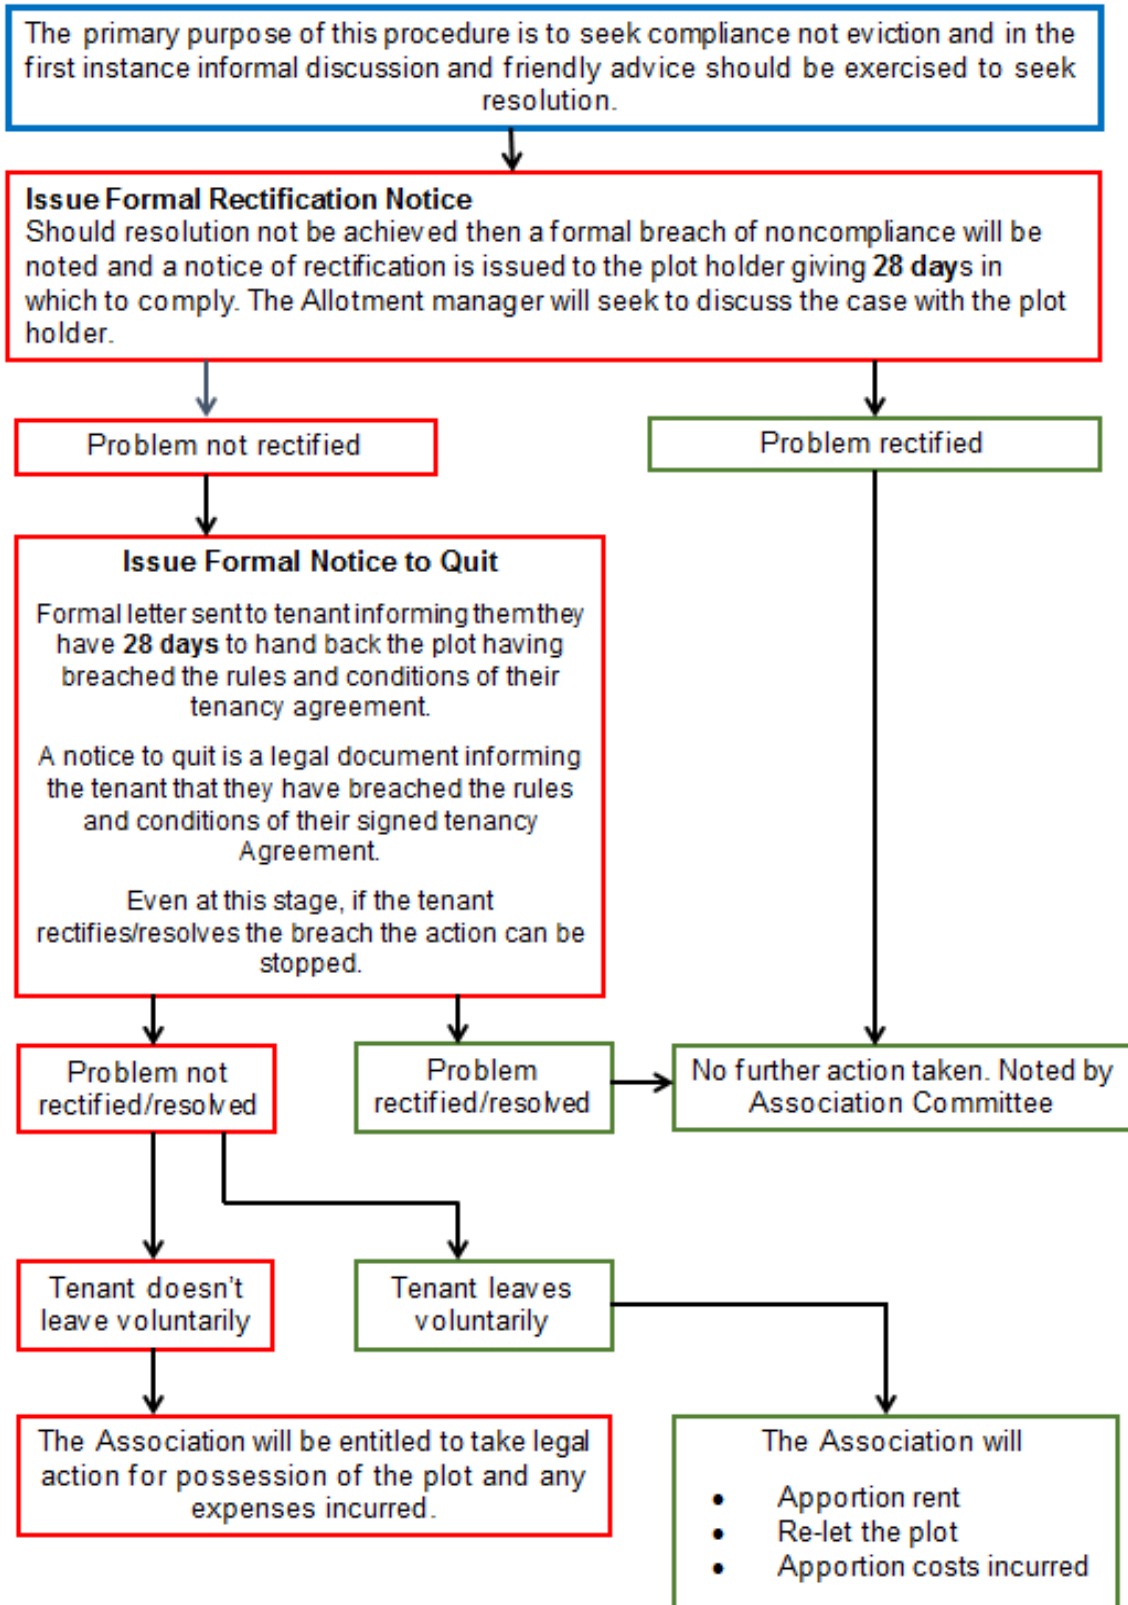 The primary purpose of this procedure is to seek compliance not eviction and in the
first instance informal discussion and friendly advice should be exercised to seek
resolution.
Issue Formal Rectification Notice
Should resolution not be achieved then a formal breach of noncompliance will be
noted and a notice of rectification is issued to the plot holder giving 28 days in
which to comply. The Allotment manager will seek to discuss the case with the plot
holder.
Problem not rectified
Problem rectified
Issue Formal Notice to Quit
Formal letter sent to tenant informing them they
have 28 days to hand back the plot having
breached the rules and conditions of their
tenancy agreement.
A notice to quit is a legal document informing
the tenant that they have breached the rules
and conditions of their signed tenancy
Agreement.
Even at this stage, if the tenant
rectifies/resolves the breach the action can be
stopped.
Problem not
rectified/resolved
Problem
rectified/resolved
No further action taken. Noted by
Association Committee
Tenant doesn't
leave voluntarily
Tenant leaves
voluntarily
The Association will be entitled to take legal
action for possession of the plot and any
expenses incurred.
The Association will
• Apportion rent
• Re-let the plot
• Apportion costs incurred